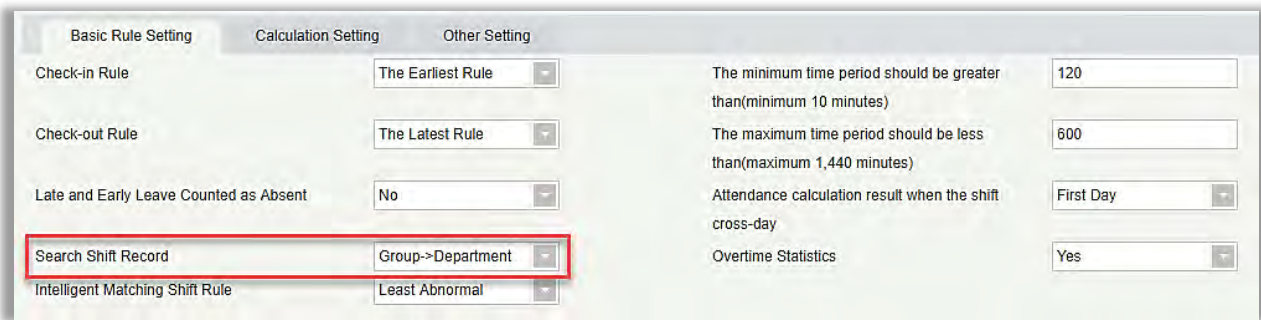 Basic Rule Setting Calculation Setting Other Setting
Check-in Rule The Earliest Rule The minimum time period should be greater 120
than(minimum 10 minutes)
Check-out Rule The Latest Rule The maximum time period should be less 600
than(maximum 1,440 minutes)
Late and Early Leave Counted as Absent No Attendance calculation result when the shift First Day
cross-day
Search Shift Record Group->Department Overtime Statistics Yes
Intelligent Matching Shift Rule Least Abnormal